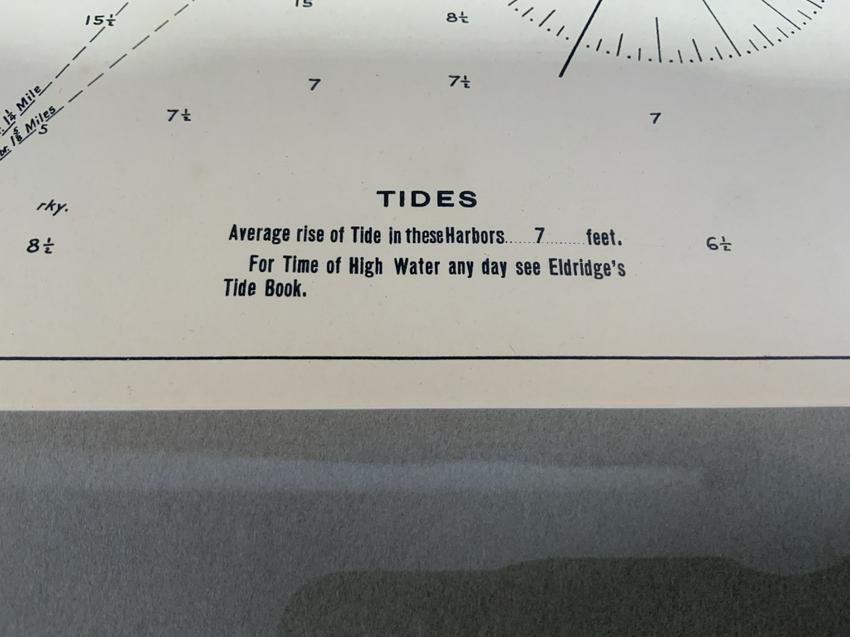 15
15½
8½
7
7½
1¼ Mile
7½
7
1⅝ Miles
5
TIDES
rky.
Average rise of Tide in these Harbors......7........feet.
8½
6½
For Time of High Water any day see Eldridge's
Tide Book.